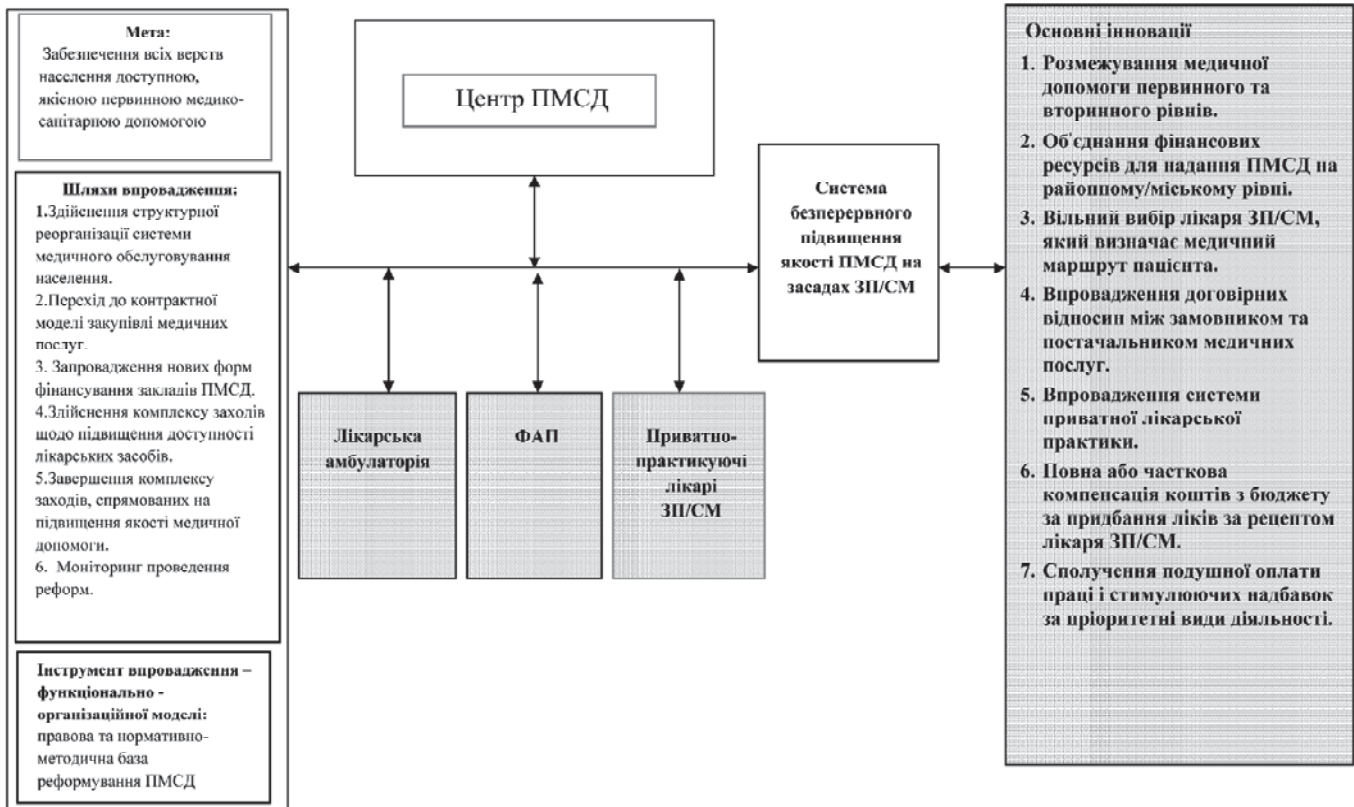 Мета:
Забезпечення всіх верств
населення доступною,
якісною первинною медико-
санітарною допомогою
Шляхи впровадження:
1.Здійснення структурної
реорганізації системи
медичного обслуговування
населення.
2.Перехід до контрактної
моделі закупівлі медичних
послуг.
3. Запровадження нових форм
фінансування закладів ПМСД.
4.Здійснення комплексу заходів
щодо підвищення доступності
лікарських засобів.
5.Завершення комплексу
заходів, спрямованих на
підвищення якості медичної
допомоги.
6. Моніторинг проведення
реформ.
Інструмент впровадження –
функціонально -
організаційної моделі:
правова та нормативно-
методична база
реформування ПМСД
Центр ПМСД
Лікарська
амбулаторія
ФАП
Приватно-
практикуючі
лікарі
ЗП/СМ
Система
безперервного
підвищення
якості ПМСД на
засадах ЗП/СМ
Основні інновації
1. Розмежування медичної
допомоги первинного та
вторинного рівнів.
2. Об'єднання фінансових
ресурсів для надання ПМСД на
районному/міському рівні.
3. Вільний вибір лікаря ЗП/СМ,
який визначає медичний
маршрут пацієнта.
4. Впровадження договірних
відносин між замовником та
постачальником медичних
послуг.
5. Впровадження системи
приватної лікарської
практики.
6. Повна або часткова
компенсація коштів з бюджету
за придбання ліків за рецептом
лікаря ЗП/СМ.
7. Сполучення подушної оплати
праці і стимулюючих надбавок
за пріоритетні види діяльності.